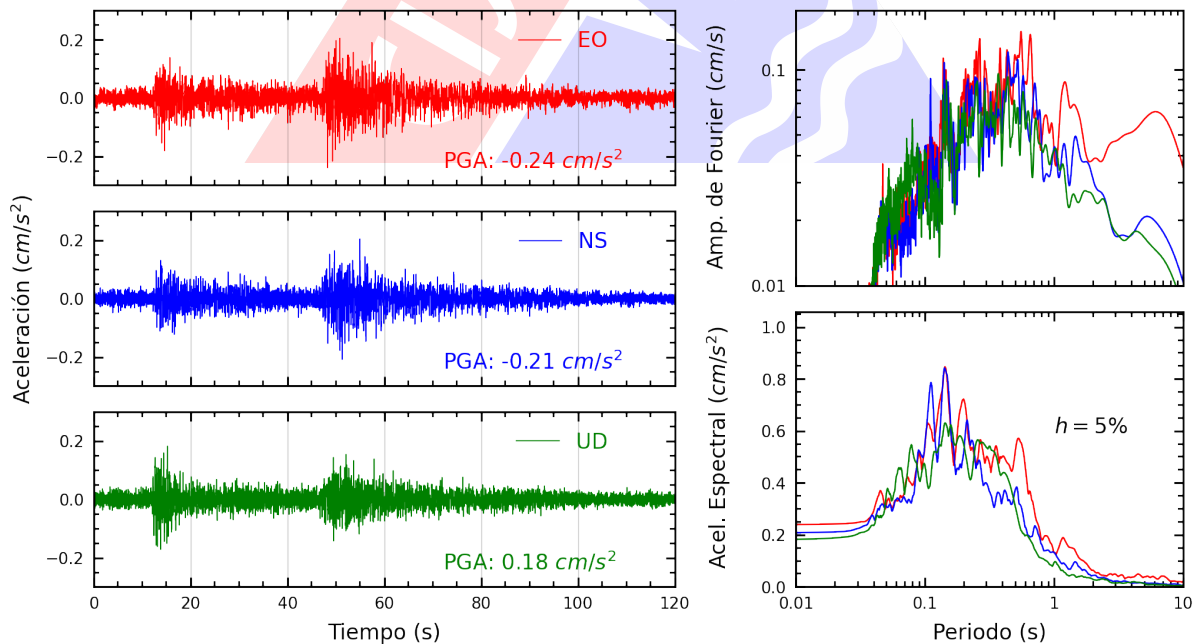 Aceleración (cm/s²)
0.2
0.0
−0.2
EO
PGA: -0.24 cm/s²
0.2
0.0
−0.2
NS
PGA: -0.21 cm/s²
0.2
0.0
−0.2
UD
PGA: 0.18 cm/s²
0 20 40 60 80 100 120
Tiempo (s)
Amp. de Fourier (cm/s)
0.1
0.01
Acel. Espectral (cm/s²)
1.0
0.8
0.6
0.4
0.2
0.0
h = 5%
0.01 0.1 1 10
Periodo (s)